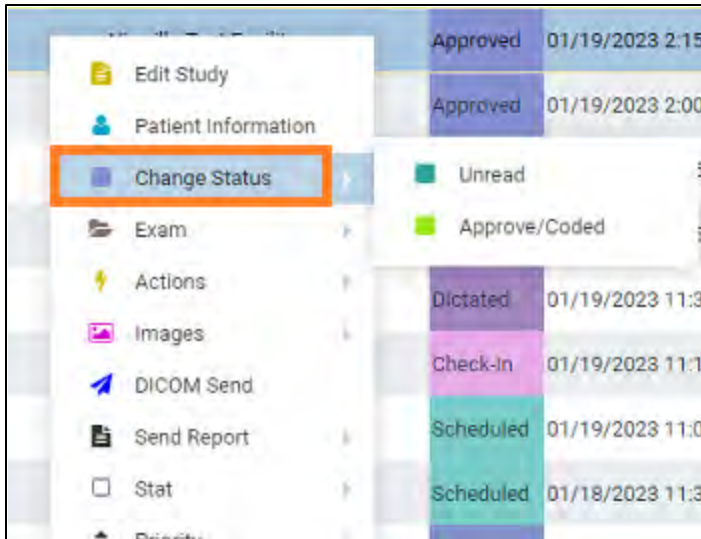 Approved 01/19/2023 2:15
Edit Study
Approved 01/19/2023 2:00
Patient Information
Change Status
Unread
Exam
Approve/Coded
Actions
Dictated 01/19/2023 11:3
Images
Check-In 01/19/2023 11:1
DICOM Send
Send Report
Scheduled 01/19/2023 11:0
Stat
Scheduled 01/18/2023 11:3
Priority